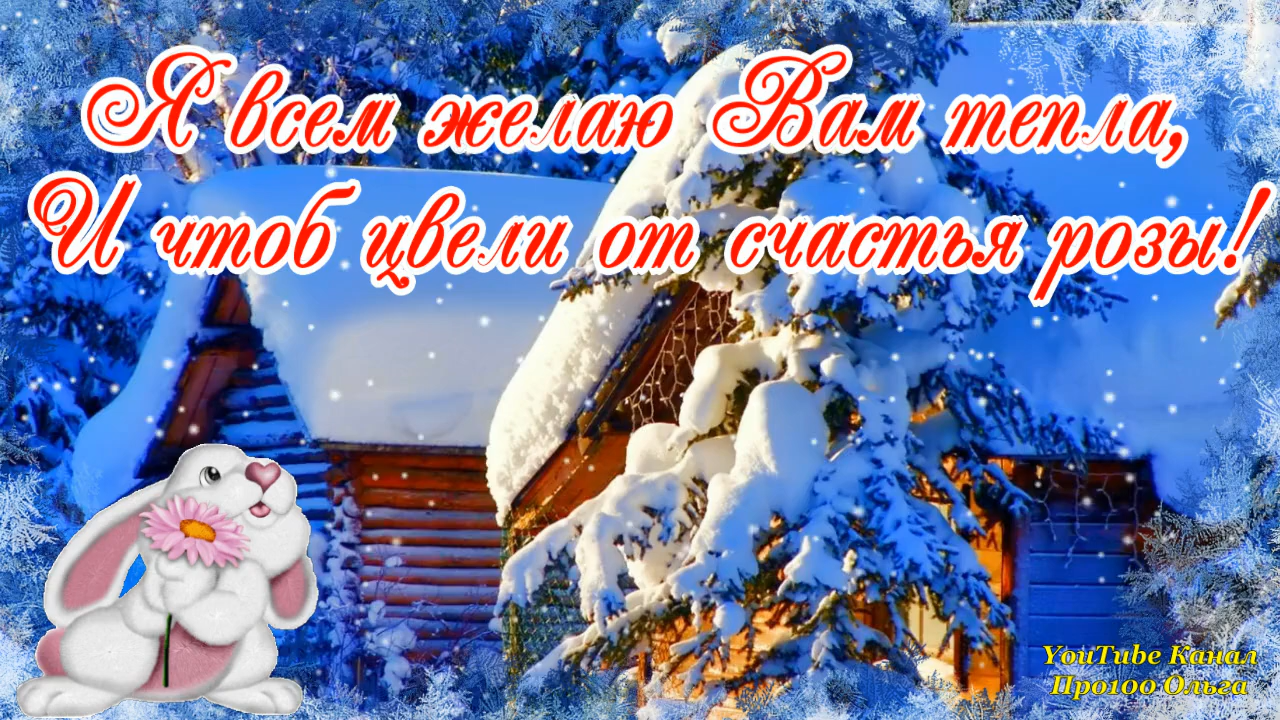 Я всем желаю Вам тепла,
И чтоб цвели от счастья розы!
YouTube Канал
Про100 Ольга